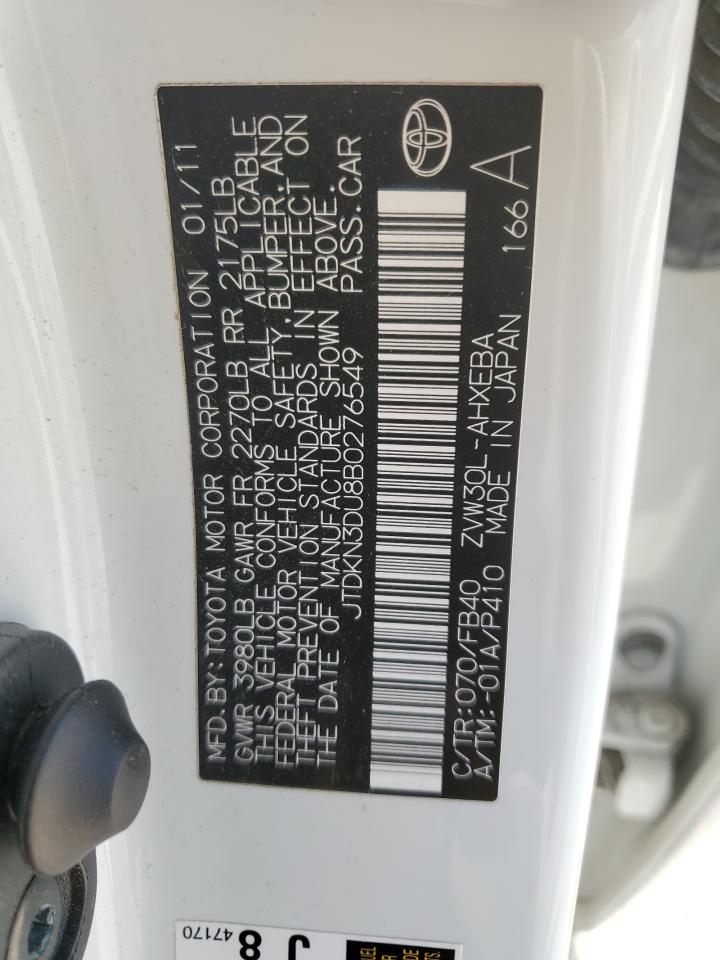 MFD. BY: TOYOTA MOTOR CORPORATION 01/11
GVWR 3980LB GAWR FR 2270LB RR 2175LB
THIS VEHICLE CONFORMS TO ALL APPLICABLE
FEDERAL MOTOR VEHICLE SAFETY, BUMPER, AND
THEFT PREVENTION STANDARDS IN EFFECT ON
THE DATE OF MANUFACTURE SHOWN ABOVE.
JTDKN3DU8B0276549 PASS. CAR
C/TR: 070/FB40 ZVW30L-AHXEBA
A/TM: -01A/P410 MADE IN JAPAN 166 A
47170
J 8